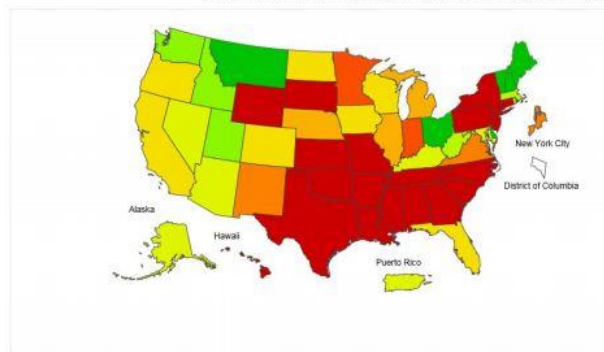 New York City
District of Columbia
Alaska
Hawaii
Puerto Rico